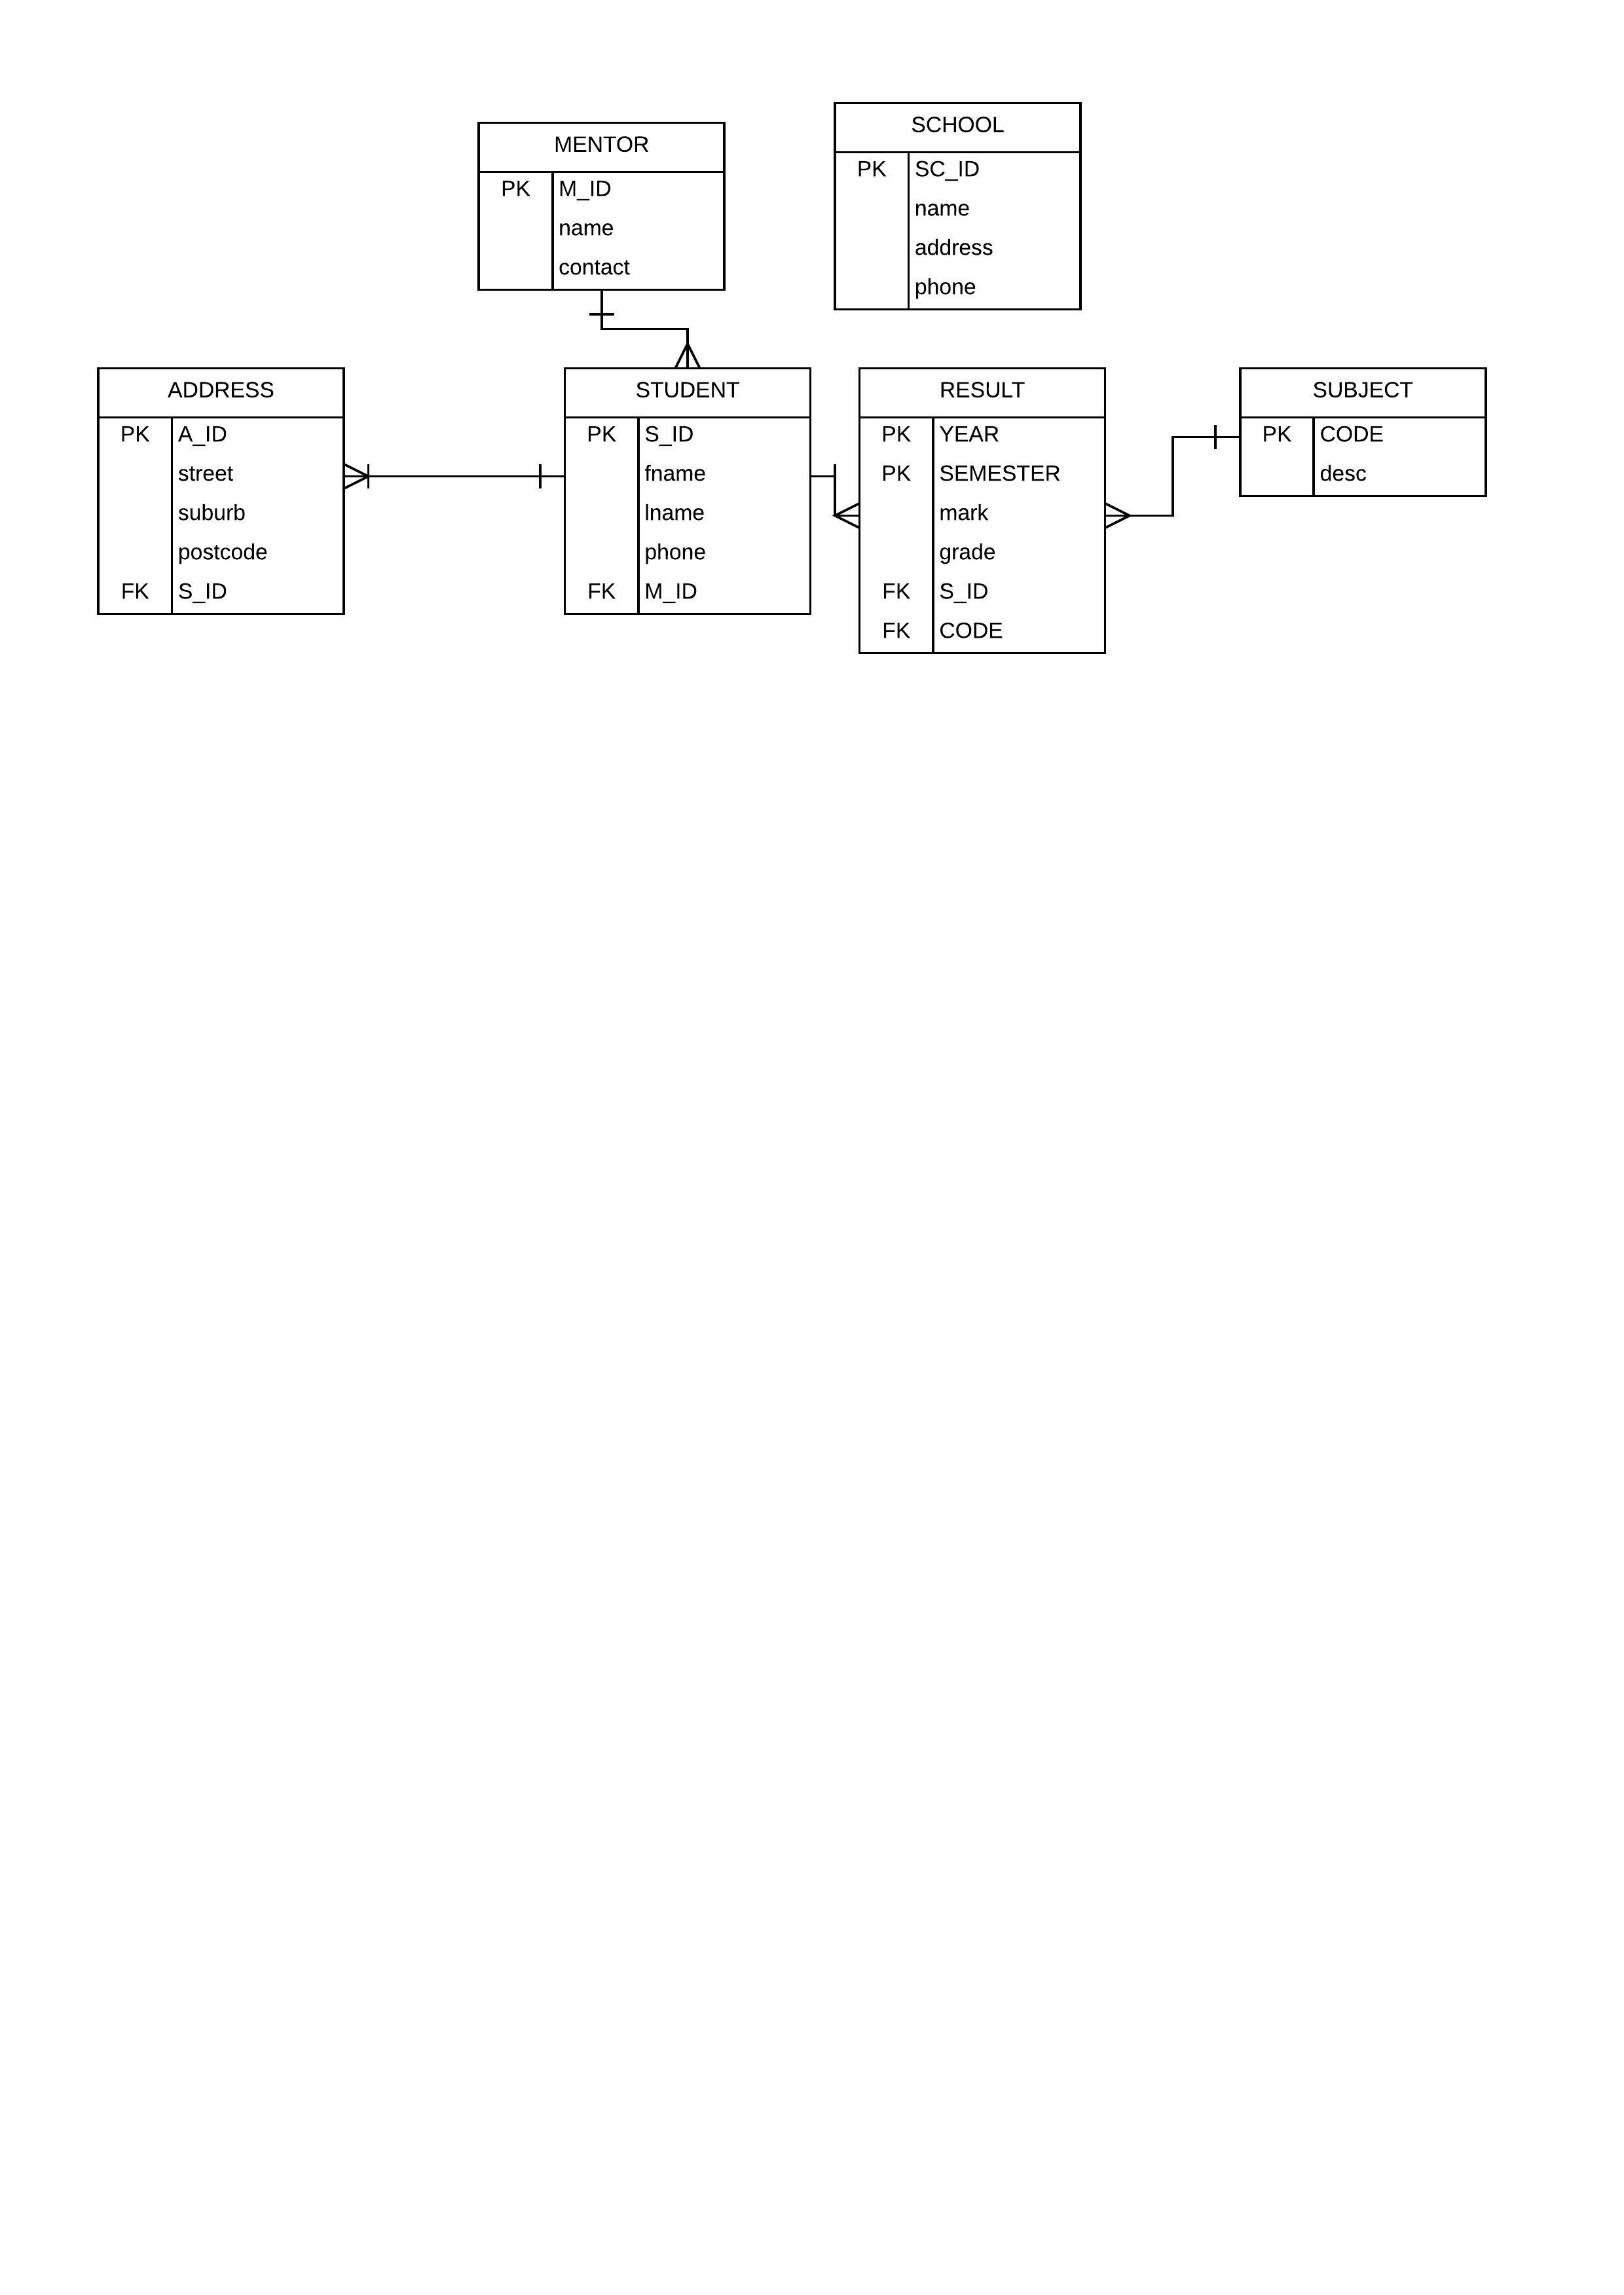 MENTOR
PK M_ID
name
contact
SCHOOL
PK SC_ID
name
address
phone
ADDRESS
PK A_ID
street
suburb
postcode
FK S_ID
STUDENT
PK S_ID
fname
lname
phone
FK M_ID
RESULT
PK YEAR
PK SEMESTER
mark
grade
FK S_ID
FK CODE
SUBJECT
PK CODE
desc